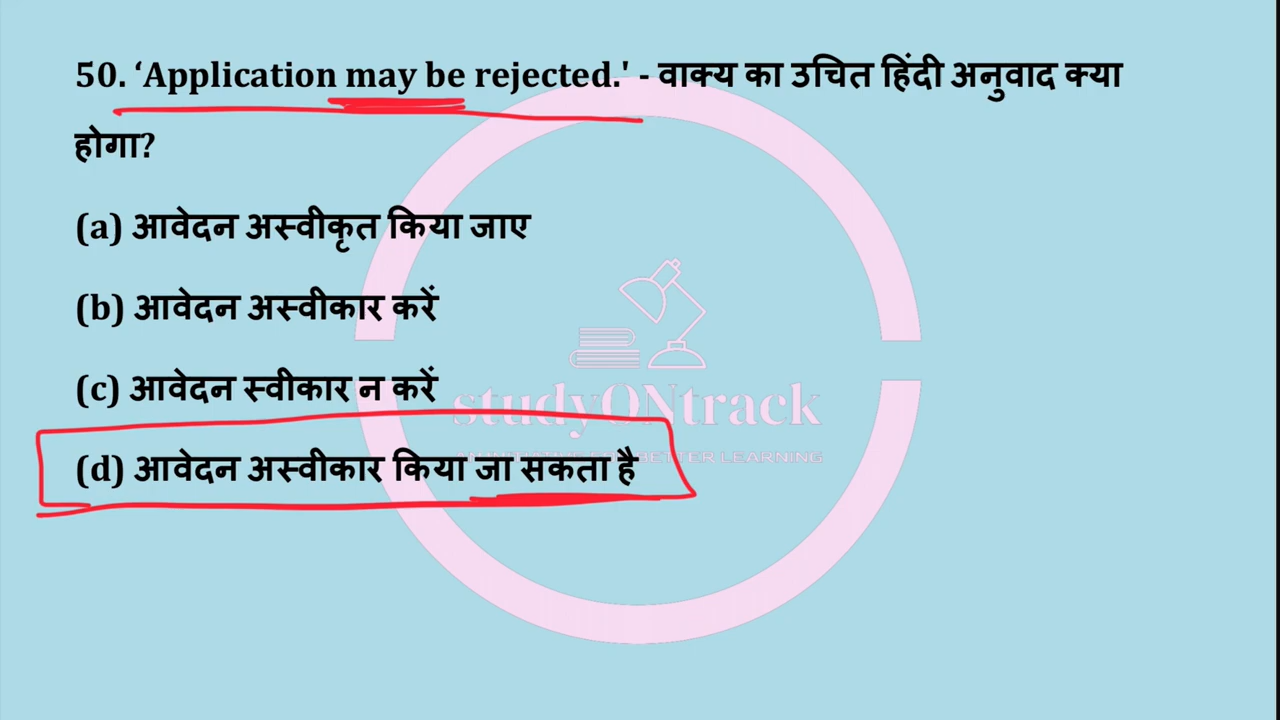 50. ‘Application may be rejected.' - वाक्य का उचित हिंदी अनुवाद क्या
होगा?
(a) आवेदन अस्वीकृत किया जाए
(b) आवेदन अस्वीकार करें
(c) आवेदन स्वीकार न करें
studyONtrack
(d) आवेदन अस्वीकार किया जा सकता है